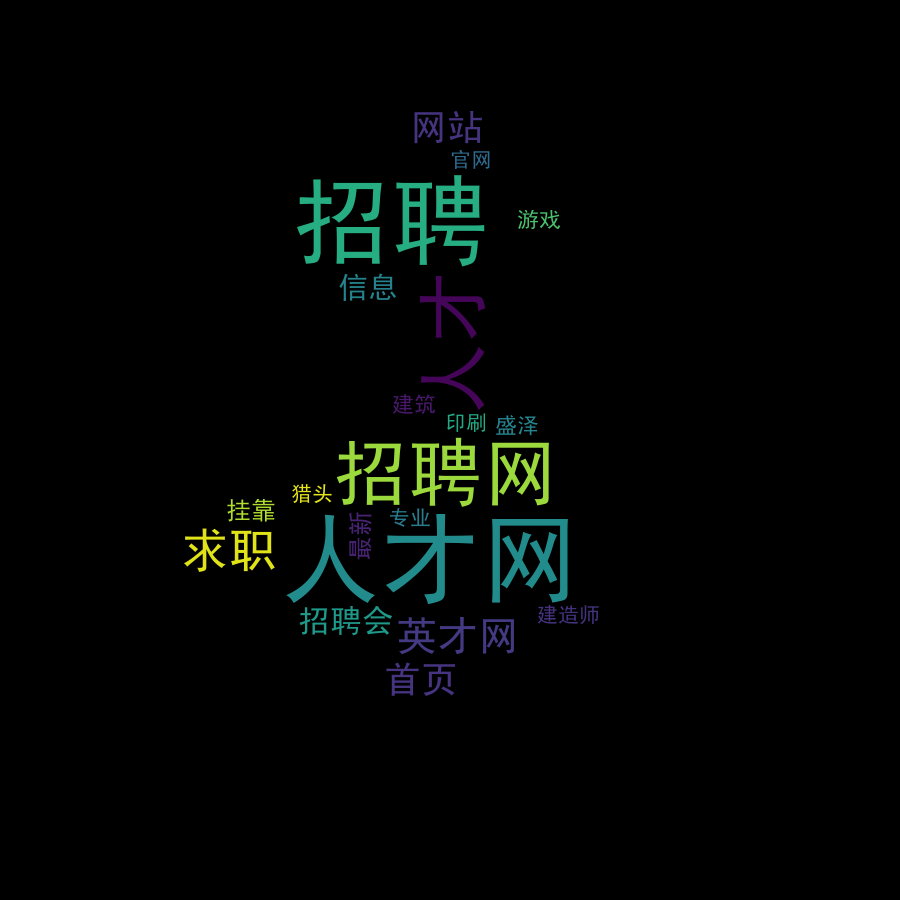 网站
官网
招聘
游戏
信息
人才
建筑
印刷
盛泽
招聘网
猎头
挂靠
最新
专业
求职
人才网
招聘会
建造师
英才网
首页